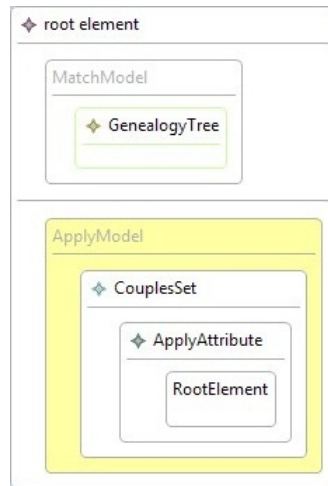 root element
MatchModel
GenealogyTree
ApplyModel
CouplesSet
ApplyAttribute
RootElement